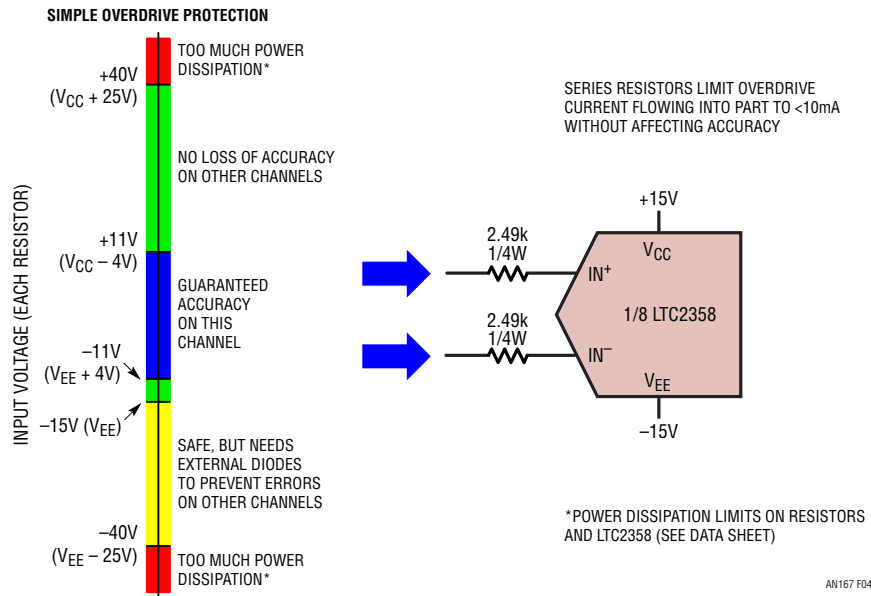 SIMPLE OVERDRIVE PROTECTION
INPUT VOLTAGE (EACH RESISTOR)
+40V
(VCC + 25V)
+11V
(VCC – 4V)
–11V
(VEE + 4V)
–15V (VEE)
–40V
(VEE – 25V)
TOO MUCH POWER
DISSIPATION*
NO LOSS OF ACCURACY
ON OTHER CHANNELS
GUARANTEED
ACCURACY
ON THIS
CHANNEL
SAFE, BUT NEEDS
EXTERNAL DIODES
TO PREVENT ERRORS
ON OTHER CHANNELS
TOO MUCH POWER
DISSIPATION*
SERIES RESISTORS LIMIT OVERDRIVE
CURRENT FLOWING INTO PART TO <10mA
WITHOUT AFFECTING ACCURACY
+15V
2.49k
1/4W
VCC
IN+
1/8 LTC2358
2.49k
1/4W
IN–
VEE
–15V
*POWER DISSIPATION LIMITS ON RESISTORS
AND LTC2358 (SEE DATA SHEET)
AN167 F04